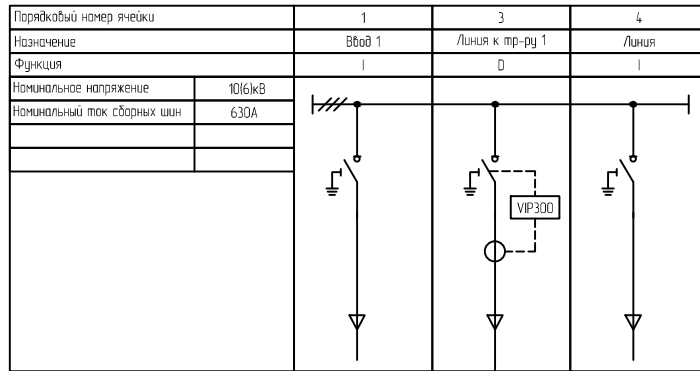 Порядковый номер ячейки 1 3 4
Назначение Ввод 1 Линия к тр-ру 1 Линия
Функция I D I
Номинальное напряжение 10(6)кВ
Номинальный ток сборных шин 630А
VIP300